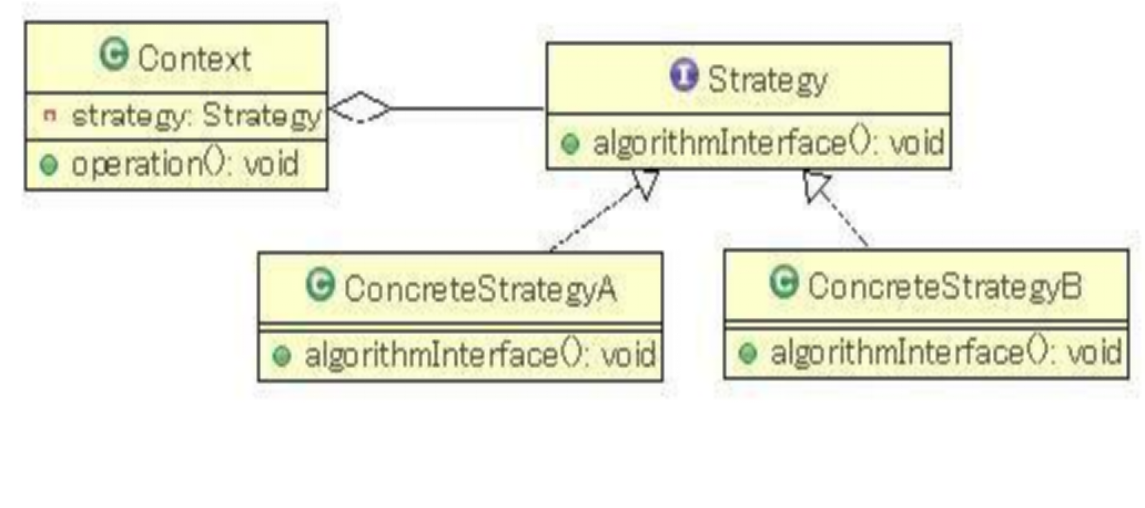 Context
strategy: Strategy
operation(): void
Strategy
algorithmInterface(): void
ConcreteStrategyA
algorithmInterface(): void
ConcreteStrategyB
algorithmInterface(): void